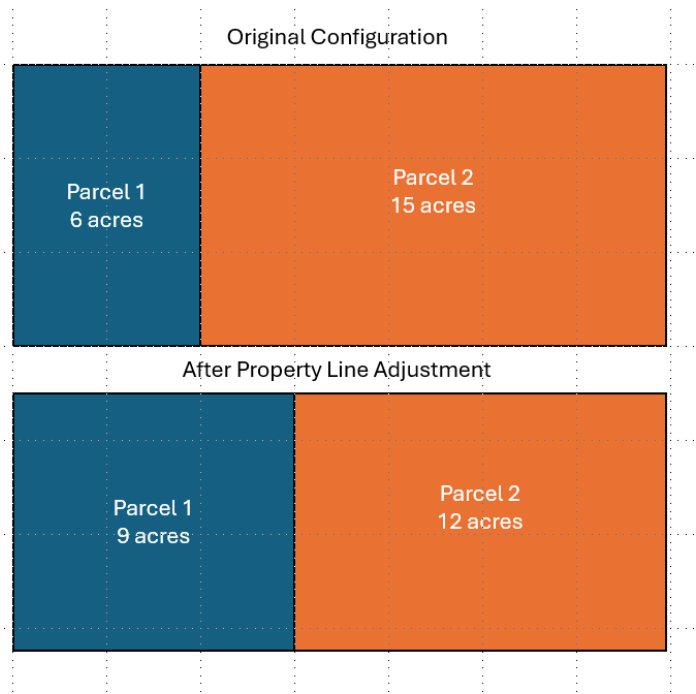 Original Configuration
Parcel 1
6 acres
Parcel 2
15 acres
After Property Line Adjustment
Parcel 1
9 acres
Parcel 2
12 acres